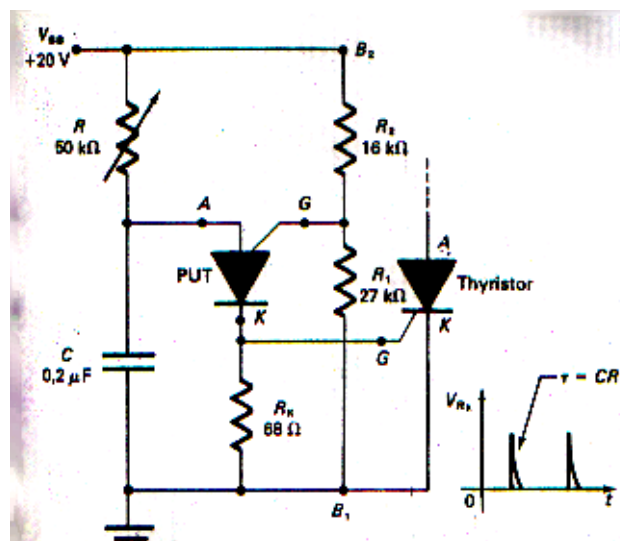 V_BB
+20 V
B₂
R
50 kΩ
R₂
16 kΩ
A
G
A
PUT
R₁
27 kΩ
Thyristor
K
K
G
C
0,2 µF
R_K
68 Ω
V_Rk
τ = CR
0
t
B₁